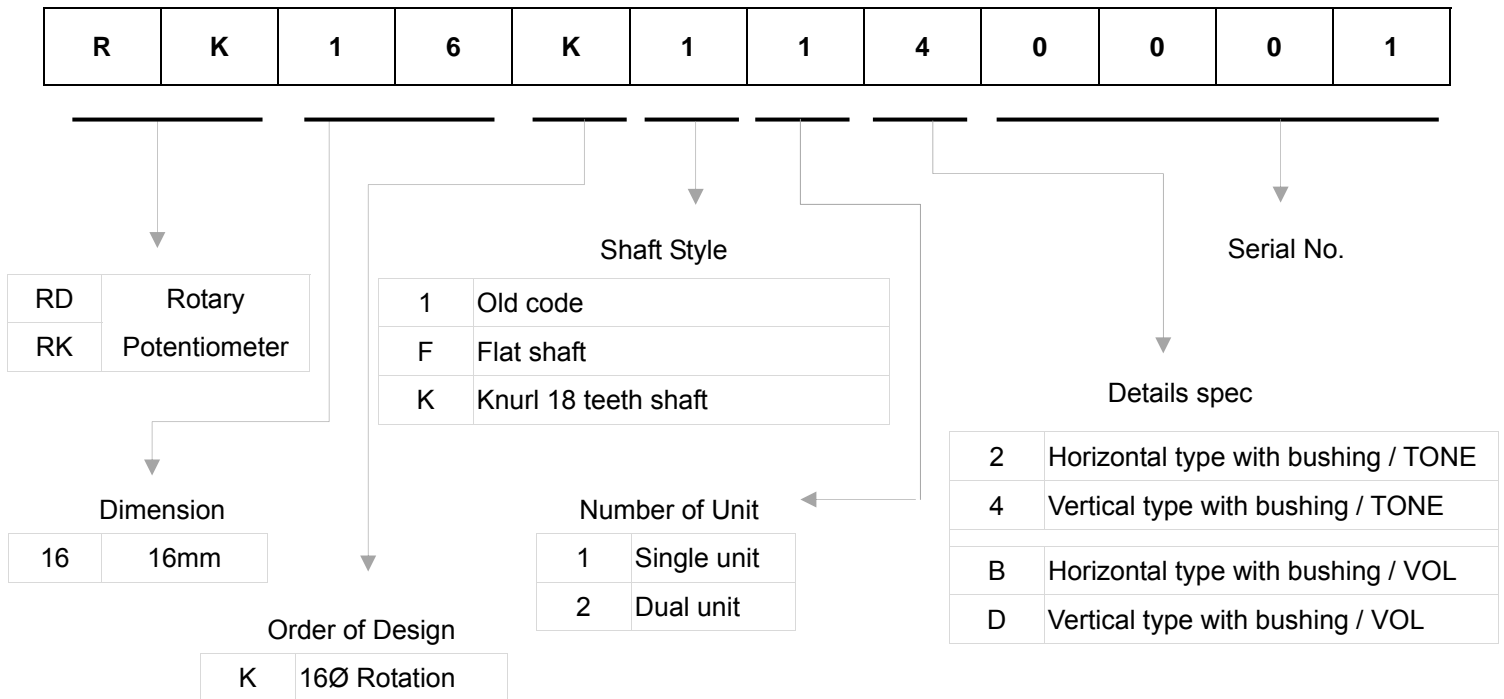 R K 1 6 K 1 1 4 0 0 0 1
Shaft Style
Serial No.
RD Rotary
RK Potentiometer
1 Old code
F Flat shaft
K Knurl 18 teeth shaft
Details spec
2 Horizontal type with bushing / TONE
4 Vertical type with bushing / TONE
B Horizontal type with bushing / VOL
D Vertical type with bushing / VOL
Dimension
16 16mm
Number of Unit
1 Single unit
2 Dual unit
Order of Design
K 16Ø Rotation